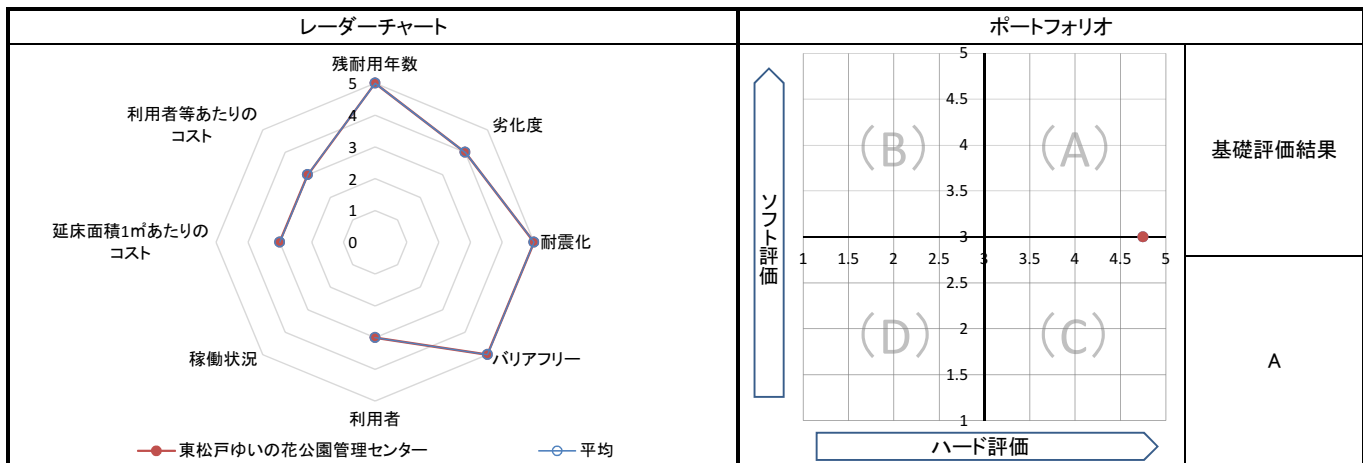 レーダーチャート
残耐用年数
利用者等あたりの
コスト
劣化度
延床面積1㎡あたりの
コスト
耐震化
稼働状況
バリアフリー
利用者
5
4
3
2
1
0
東松戸ゆいの花公園管理センター
平均
ポートフォリオ
ソフト評価
5
4.5
4
3.5
3
2.5
2
1.5
1
1 1.5 2 2.5 3 3.5 4 4.5 5
(B) (A)
(D) (C)
ハード評価
基礎評価結果
A